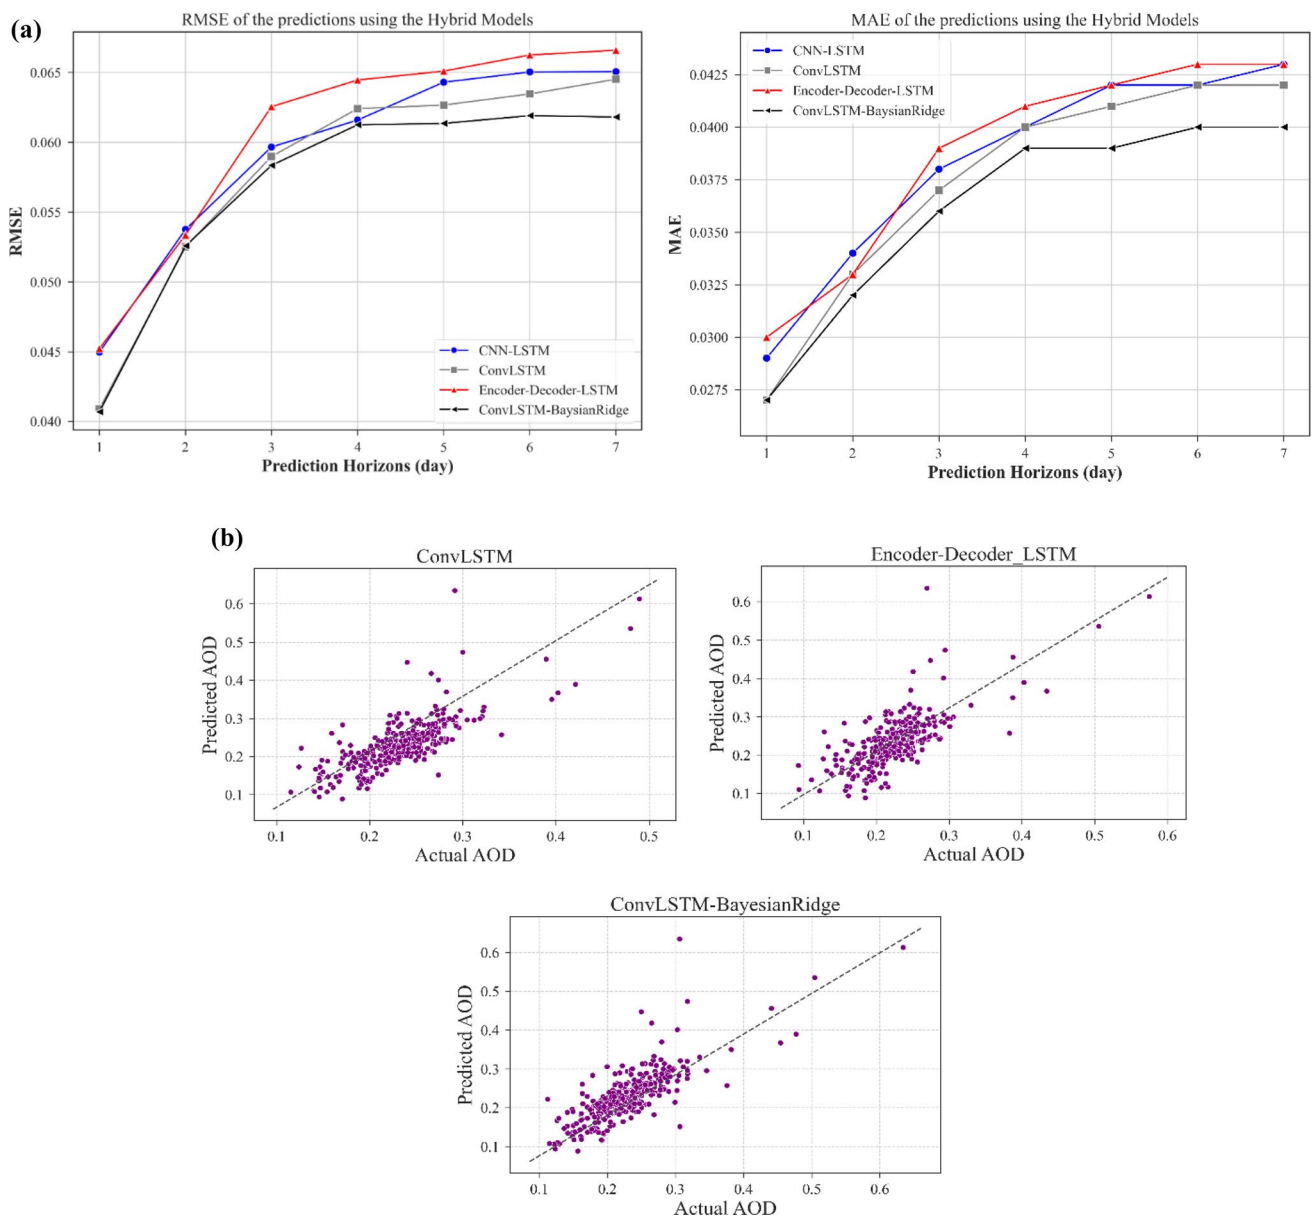 (a)
RMSE of the predictions using the Hybrid Models
RMSE
0.065
0.060
0.055
0.050
0.045
0.040
CNN-LSTM
ConvLSTM
Encoder-Decoder-LSTM
ConvLSTM-BaysianRidge
1 2 3 4 5 6 7
Prediction Horizons (day)
MAE of the predictions using the Hybrid Models
MAE
0.0425
0.0400
0.0375
0.0350
0.0325
0.0300
0.0275
CNN-LSTM
ConvLSTM
Encoder-Decoder-LSTM
ConvLSTM-BaysianRidge
1 2 3 4 5 6 7
Prediction Horizons (day)
(b)
ConvLSTM
Predicted AOD
0.6
0.5
0.4
0.3
0.2
0.1
0.1 0.2 0.3 0.4 0.5
Actual AOD
Encoder-Decoder_LSTM
Predicted AOD
0.6
0.5
0.4
0.3
0.2
0.1
0.1 0.2 0.3 0.4 0.5 0.6
Actual AOD
ConvLSTM-BayesianRidge
Predicted AOD
0.6
0.5
0.4
0.3
0.2
0.1
0.1 0.2 0.3 0.4 0.5 0.6
Actual AOD